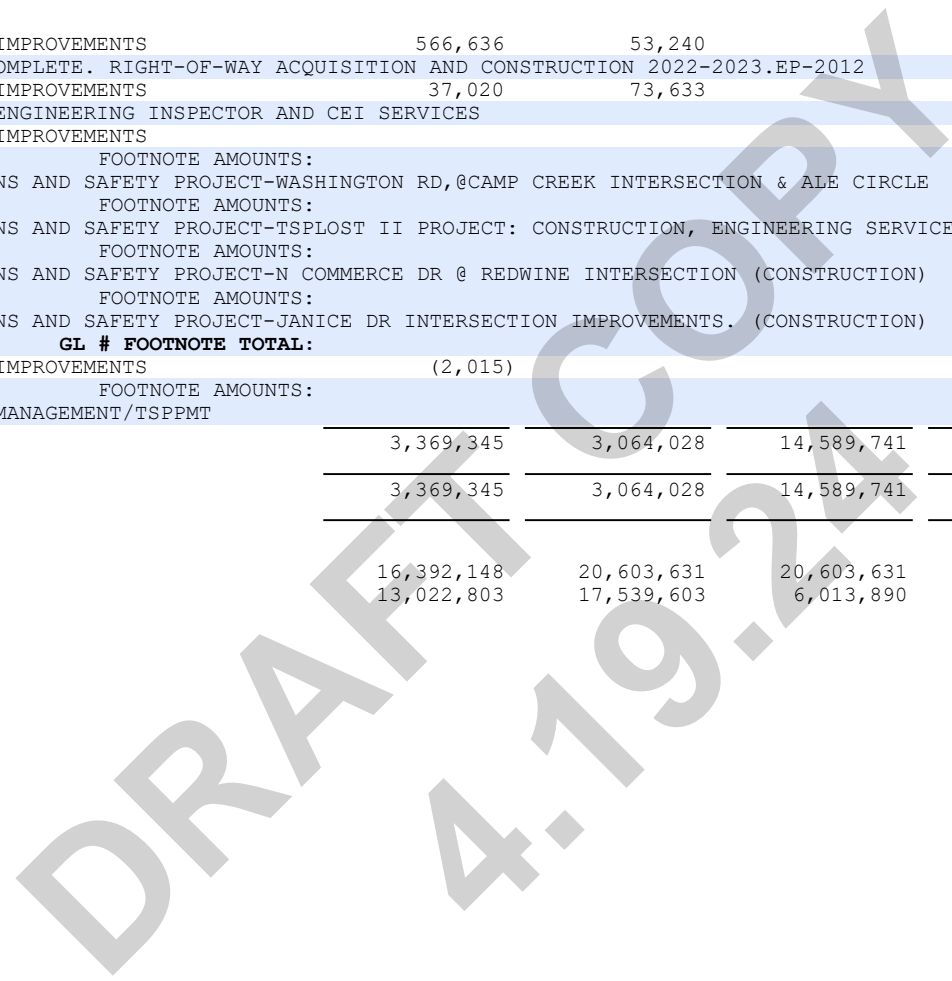 IMPROVEMENTS 566,636 53,240
OMPLETE. RIGHT-OF-WAY ACQUISITION AND CONSTRUCTION 2022-2023.EP-2012
IMPROVEMENTS 37,020 73,633
ENGINEERING INSPECTOR AND CEI SERVICES
IMPROVEMENTS
FOOTNOTE AMOUNTS:
NS AND SAFETY PROJECT-WASHINGTON RD,@CAMP CREEK INTERSECTION & ALE CIRCLE
FOOTNOTE AMOUNTS:
NS AND SAFETY PROJECT-TSPLOST II PROJECT: CONSTRUCTION, ENGINEERING SERVICE
FOOTNOTE AMOUNTS:
NS AND SAFETY PROJECT-N COMMERCE DR @ REDWINE INTERSECTION (CONSTRUCTION)
FOOTNOTE AMOUNTS:
NS AND SAFETY PROJECT-JANICE DR INTERSECTION IMPROVEMENTS. (CONSTRUCTION)
GL # FOOTNOTE TOTAL:
IMPROVEMENTS (2,015)
FOOTNOTE AMOUNTS:
MANAGEMENT/TSPPMT
3,369,345 3,064,028 14,589,741
3,369,345 3,064,028 14,589,741
16,392,148 20,603,631 20,603,631
13,022,803 17,539,603 6,013,890
DRAFT COPY
4.19.24